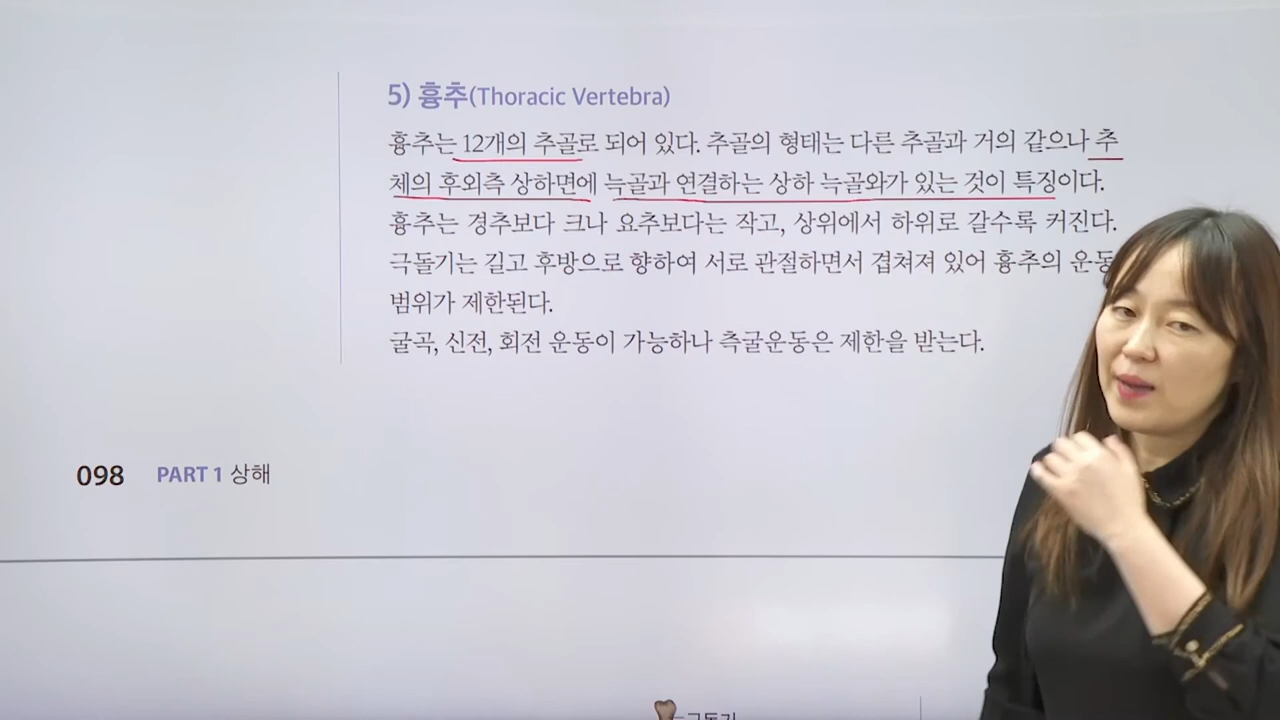 5) 흉추(Thoracic Vertebra)
흉추는 12개의 추골로 되어 있다. 추골의 형태는 다른 추골과 거의 같으나 추
체의 후외측 상하면에 늑골과 연결하는 상하 늑골와가 있는 것이 특징이다.
흉추는 경추보다 크나 요추보다는 작고, 상위에서 하위로 갈수록 커진다.
극돌기는 길고 후방으로 향하여 서로 관절하면서 겹쳐져 있어 흉추의 운동
범위가 제한된다.
굴곡, 신전, 회전 운동이 가능하나 측굴운동은 제한을 받는다.
098 PART 1 상해